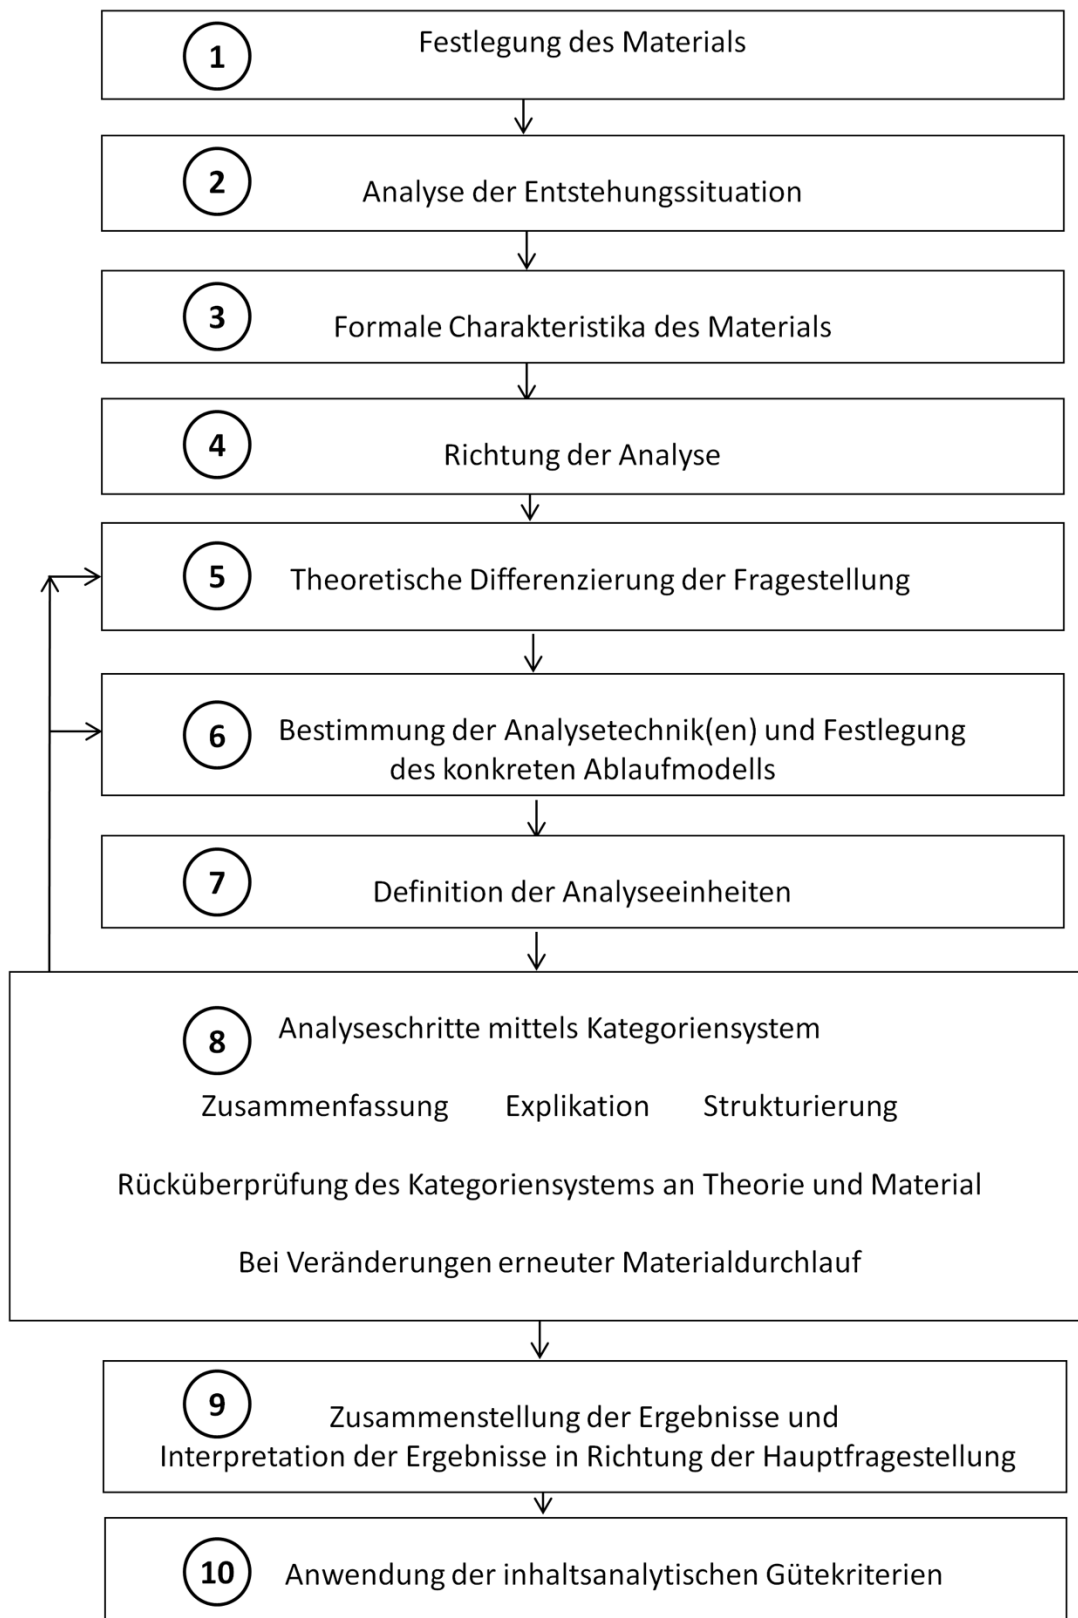 1
Festlegung des Materials
2
Analyse der Entstehungssituation
3
Formale Charakteristika des Materials
4
Richtung der Analyse
5
Theoretische Differenzierung der Fragestellung
6
Bestimmung der Analysetechnik(en) und Festlegung
des konkreten Ablaufmodells
7
Definition der Analyseeinheiten
8
Analyseschritte mittels Kategoriensystem
Zusammenfassung Explikation Strukturierung
Rücküberprüfung des Kategoriensystems an Theorie und Material
Bei Veränderungen erneuter Materialdurchlauf
9
Zusammenstellung der Ergebnisse und
Interpretation der Ergebnisse in Richtung der Hauptfragestellung
10
Anwendung der inhaltsanalytischen Gütekriterien